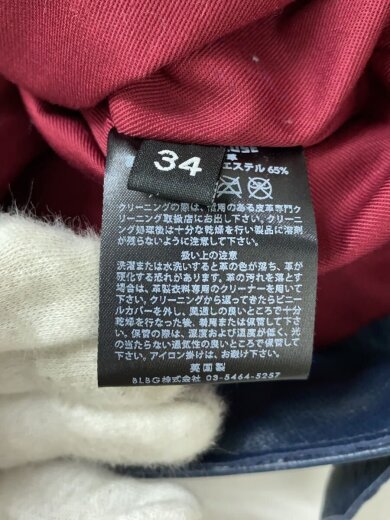 34
革
エステル 65%
クリーニングの際は、信用のある皮革専門ク
リーニング取扱店にお出し下さい。クリーニ
ング処理後は十分な乾燥を行い製品に溶剤
が残らないように注意して下さい。
扱い上の注意
洗濯または水洗いすると革の色が落ち、革が
硬化する恐れがあります。革の汚れを落とす
場合は、革製衣料専用のクリーナーを用いて
下さい。クリーニングから返ってきたらビニー
ルカバーを外し、風通しの良いところで十分
乾燥を行なった後、着用または保管して下さ
い。保管の際は、湿度および温度が低く、光
の当たらない通気性の良いところで保管して
下さい。アイロン掛けは、お避け下さい。
英国製
BLBG株式会社 03-5464-5257